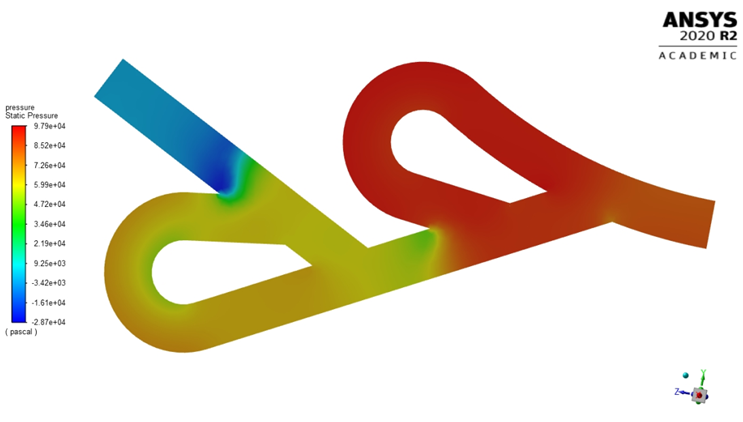 ANSYS
2020 R2
ACADEMIC
pressure
Static Pressure
9.79e+04
8.52e+04
7.26e+04
5.99e+04
4.72e+04
3.46e+04
2.19e+04
9.25e+03
-3.42e+03
-1.61e+04
-2.87e+04
( pascal )
Y
Z